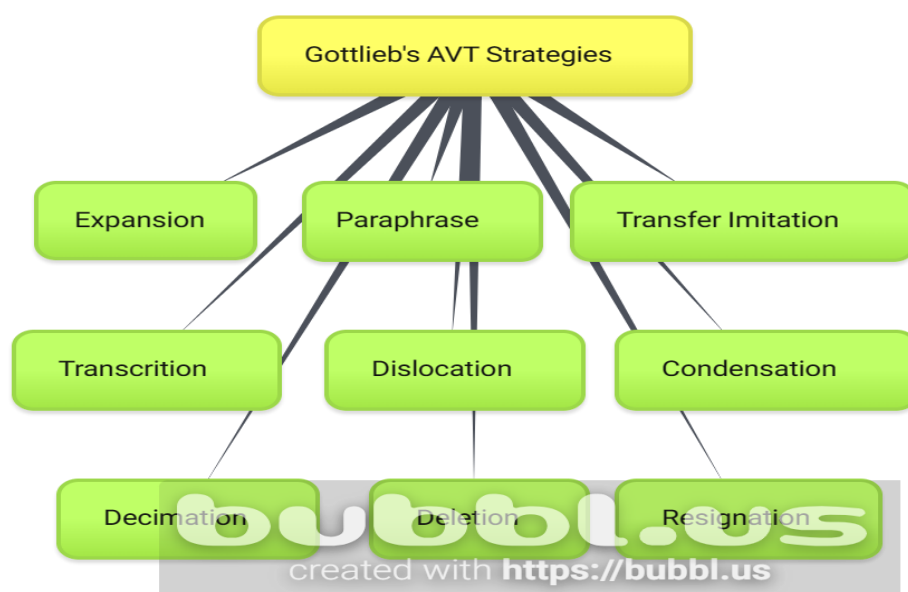 Gottlieb's AVT Strategies
Expansion
Paraphrase
Transfer Imitation
Transcrition
Dislocation
Condensation
Decimation
Deletion
Resignation
bubbl.us
created with https://bubbl.us